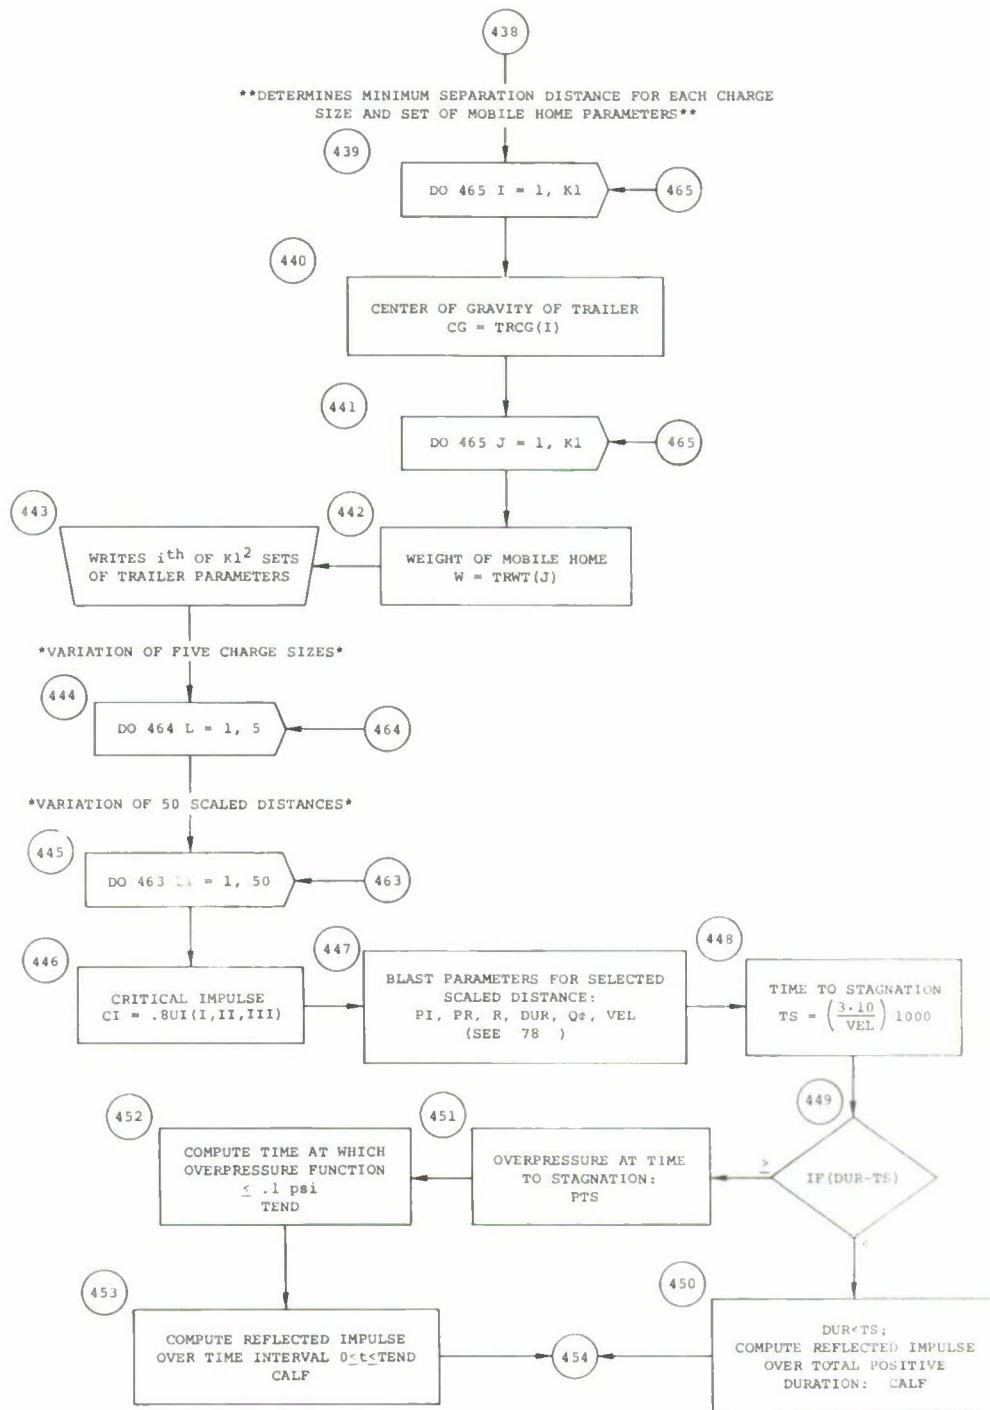 438
**DETERMINES MINIMUM SEPARATION DISTANCE FOR EACH CHARGE
SIZE AND SET OF MOBILE HOME PARAMETERS**
439
DO 465 I = 1, K1
465
440
CENTER OF GRAVITY OF TRAILER
CG = TRCG(I)
441
DO 465 J = 1, K1
465
442
WEIGHT OF MOBILE HOME
W = TRWT(J)
443
WRITES ith OF K1² SETS
OF TRAILER PARAMETERS
*VARIATION OF FIVE CHARGE SIZES*
444
DO 464 L = 1, 5
464
*VARIATION OF 50 SCALED DISTANCES*
445
DO 463 = 1, 50
463
446
CRITICAL IMPULSE
CI = .8UI(I,II,III)
447
BLAST PARAMETERS FOR SELECTED
SCALED DISTANCE:
PI, PR, R, DUR, Q¢, VEL
(SEE 78 )
448
TIME TO STAGNATION
TS = (3·10/VEL) 1000
449
IF(DUR-TS)
≥
<
451
OVERPRESSURE AT TIME
TO STAGNATION:
PTS
452
COMPUTE TIME AT WHICH
OVERPRESSURE FUNCTION
≤ .1 psi
TEND
453
COMPUTE REFLECTED IMPULSE
OVER TIME INTERVAL 0≤t≤TEND
CALF
454
450
DUR<TS;
COMPUTE REFLECTED IMPULSE
OVER TOTAL POSITIVE
DURATION: CALF